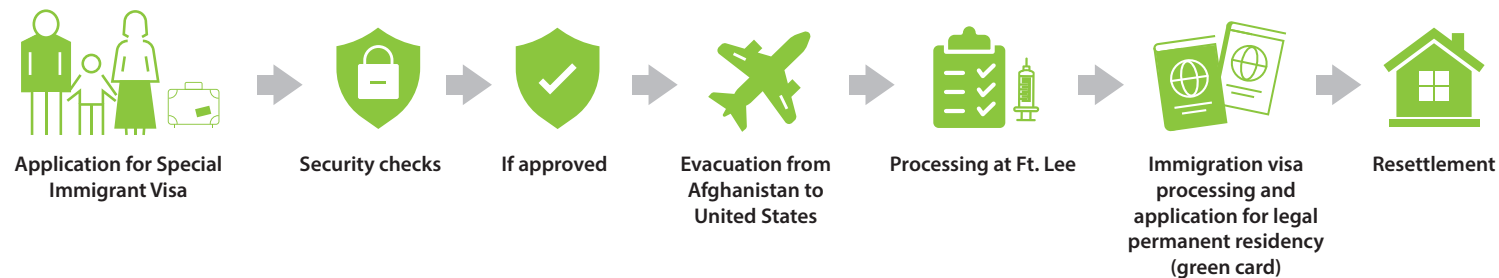 Application for Special
Immigrant Visa
Security checks
If approved
Evacuation from
Afghanistan to
United States
Processing at Ft. Lee
Immigration visa
processing and
application for legal
permanent residency
(green card)
Resettlement